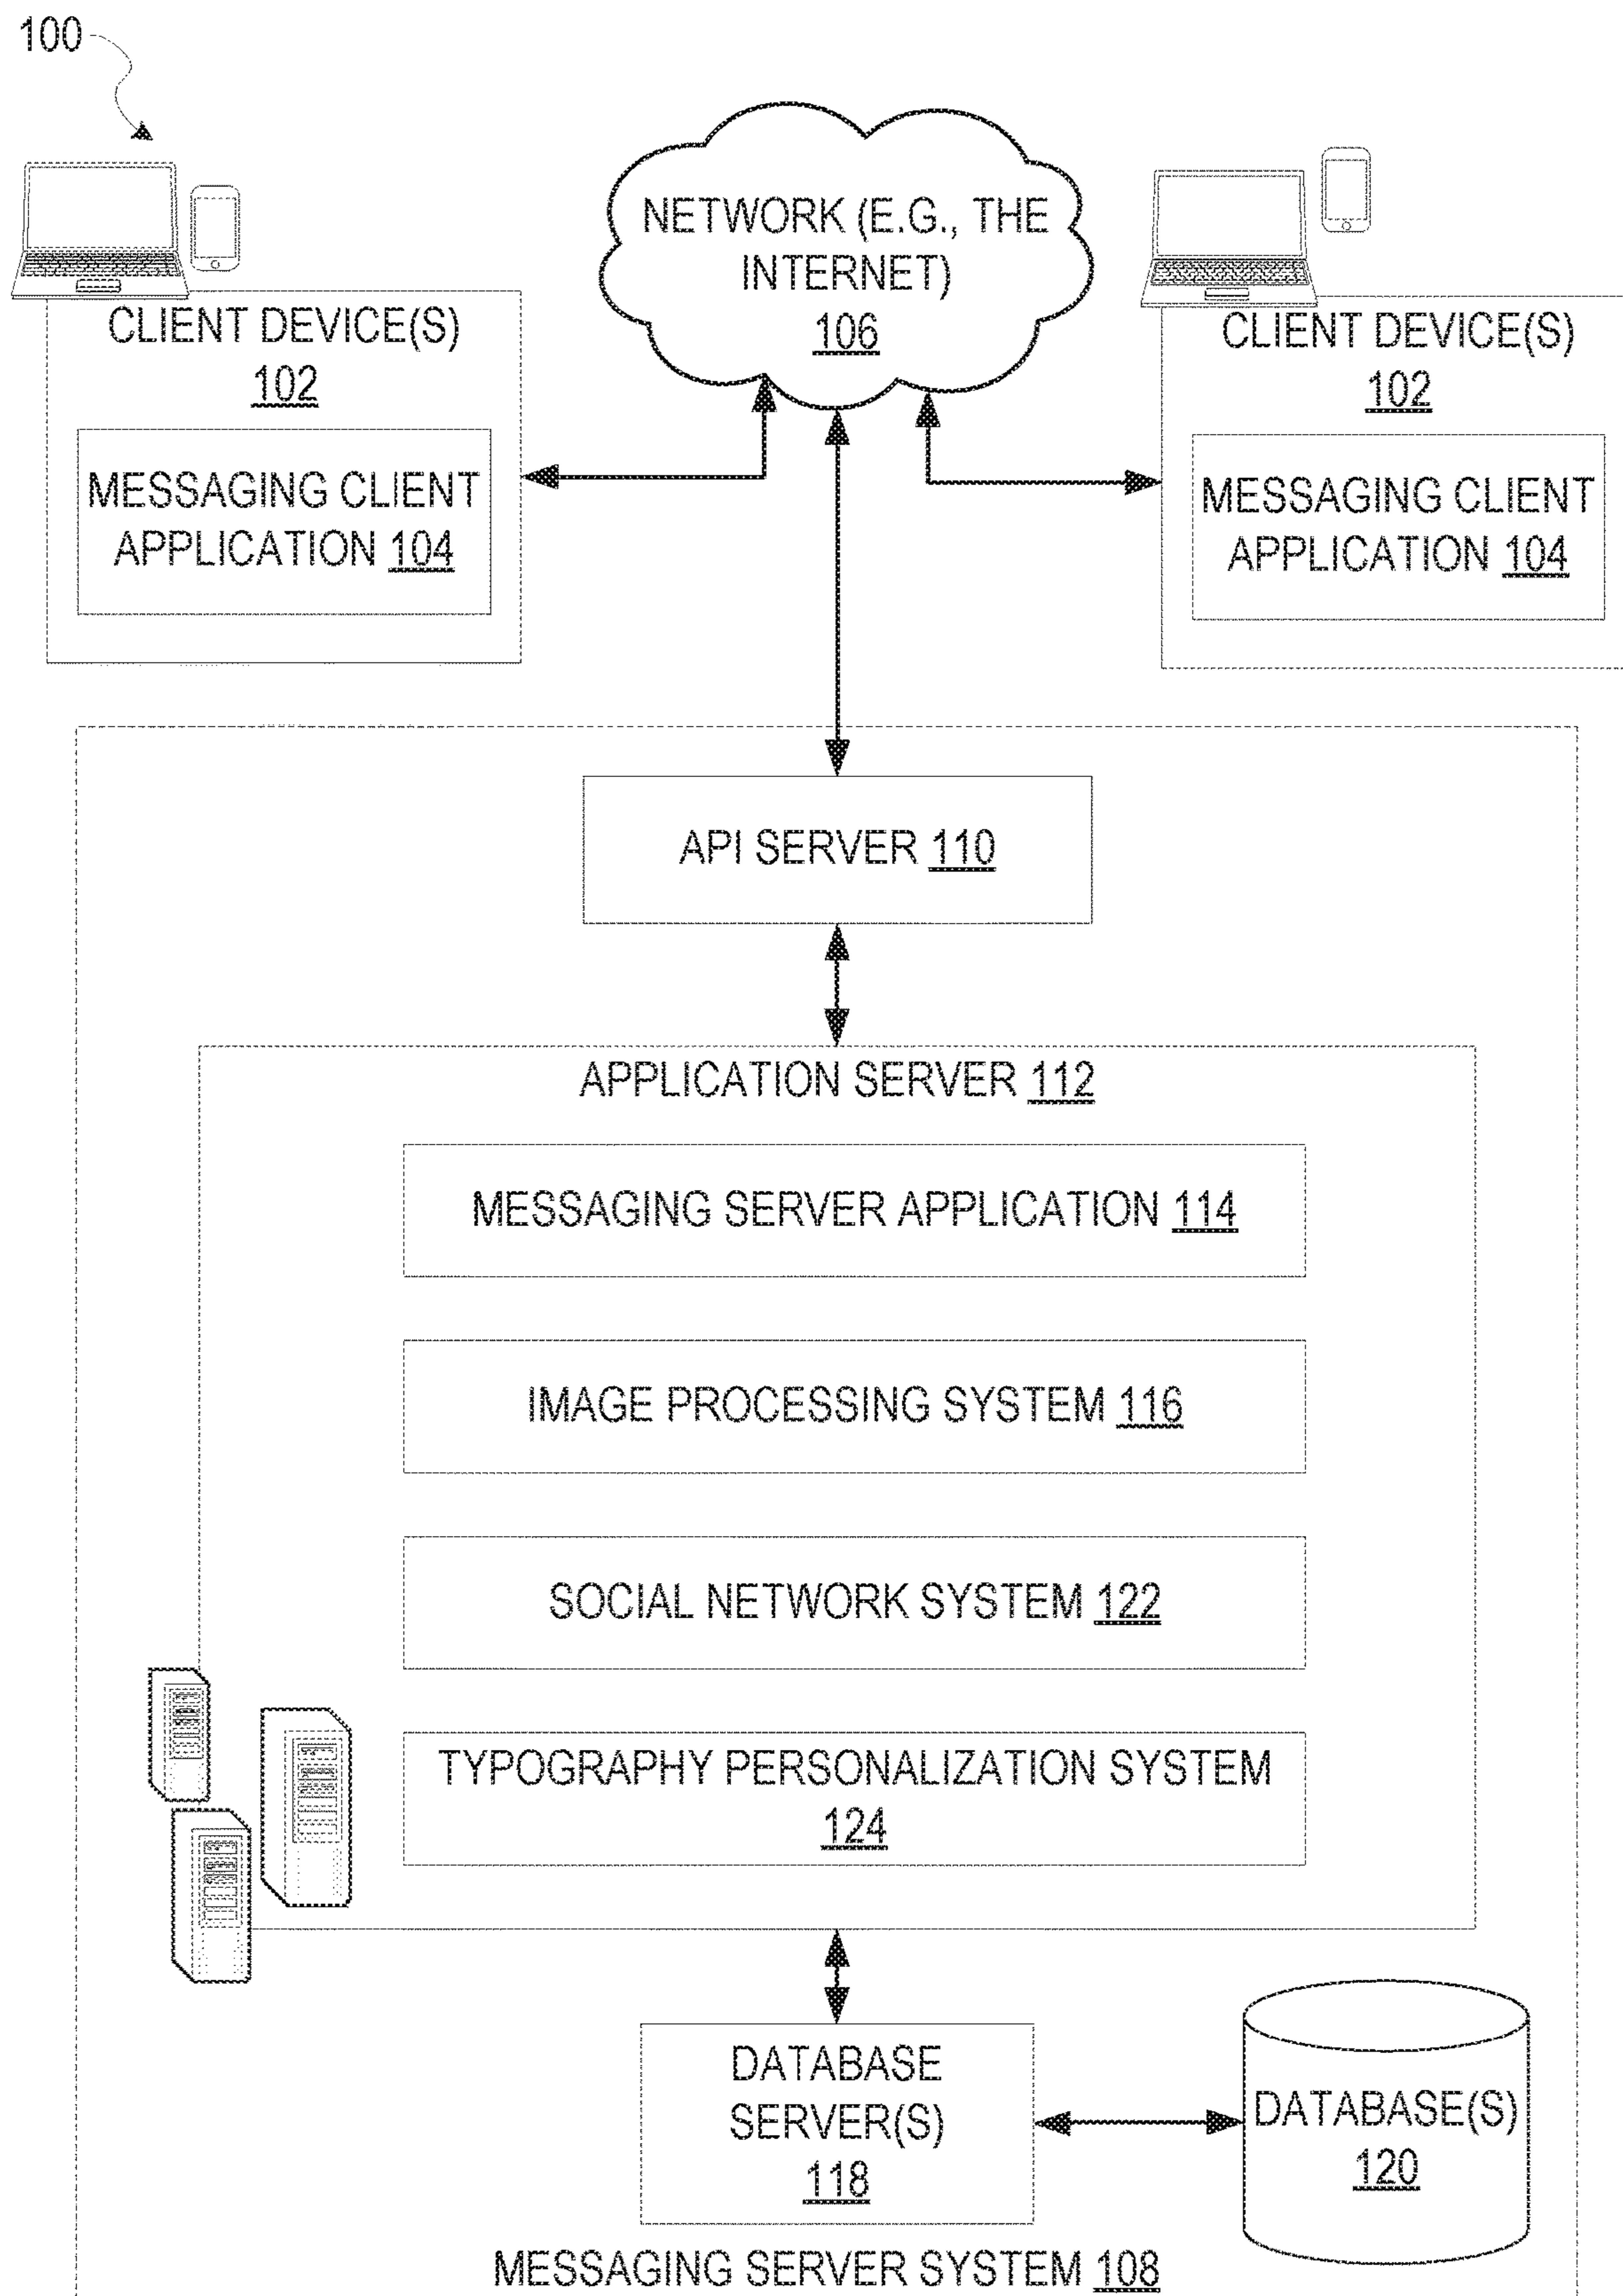 100
NETWORK (E.G., THE
INTERNET)
106
CLIENT DEVICE(S)
102
MESSAGING CLIENT
APPLICATION 104
CLIENT DEVICE(S)
102
MESSAGING CLIENT
APPLICATION 104
API SERVER 110
APPLICATION SERVER 112
MESSAGING SERVER APPLICATION 114
IMAGE PROCESSING SYSTEM 116
SOCIAL NETWORK SYSTEM 122
TYPOGRAPHY PERSONALIZATION SYSTEM
124
DATABASE
SERVER(S)
118
DATABASE(S)
120
MESSAGING SERVER SYSTEM 108